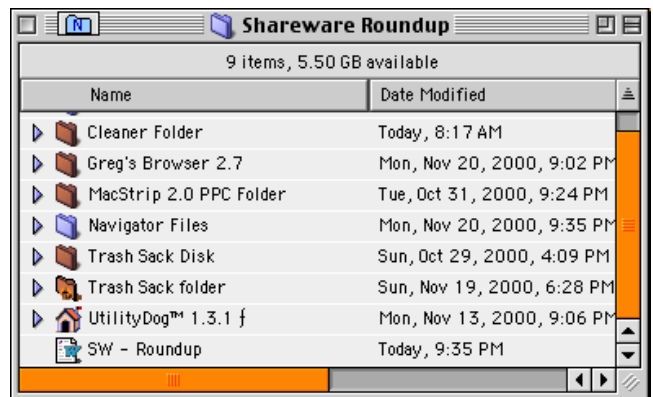 N
Shareware Roundup
9 items, 5.50 GB available
Name Date Modified
Cleaner Folder Today, 8:17 AM
Greg's Browser 2.7 Mon, Nov 20, 2000, 9:02 PM
MacStrip 2.0 PPC Folder Tue, Oct 31, 2000, 9:24 PM
Navigator Files Mon, Nov 20, 2000, 9:35 PM
Trash Sack Disk Sun, Oct 29, 2000, 4:09 PM
Trash Sack folder Sun, Nov 19, 2000, 6:28 PM
UtilityDog™ 1.3.1 ƒ Mon, Nov 13, 2000, 9:06 PM
SW - Roundup Today, 9:35 PM